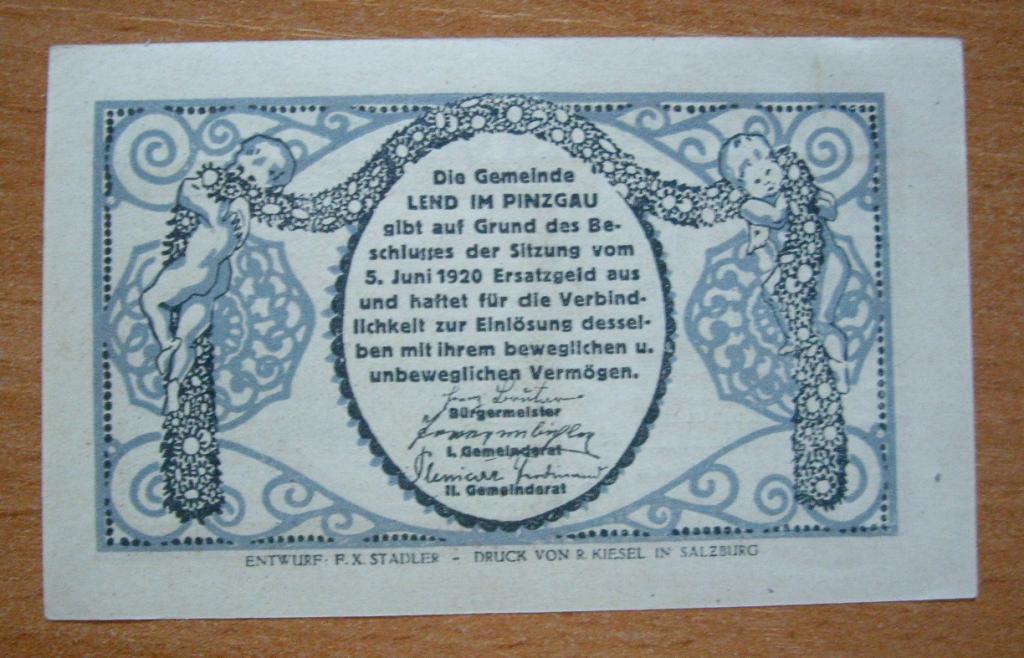 Die Gemeinde
LEND IM PINZGAU
gibt auf Grund des Be-
schlusses der Sitzung vom
5. Juni 1920 Ersatzgeld aus
und haftet für die Verbind-
lichkeit zur Einlösung dessel-
ben mit ihrem beweglichen u.
unbeweglichen Vermögen.
Bürgermeister
I. Gemeinderat
Ferdinand
II. Gemeinderat
ENTWURF: F. X. STADLER - DRUCK VON R. KIESEL IN SALZBURG